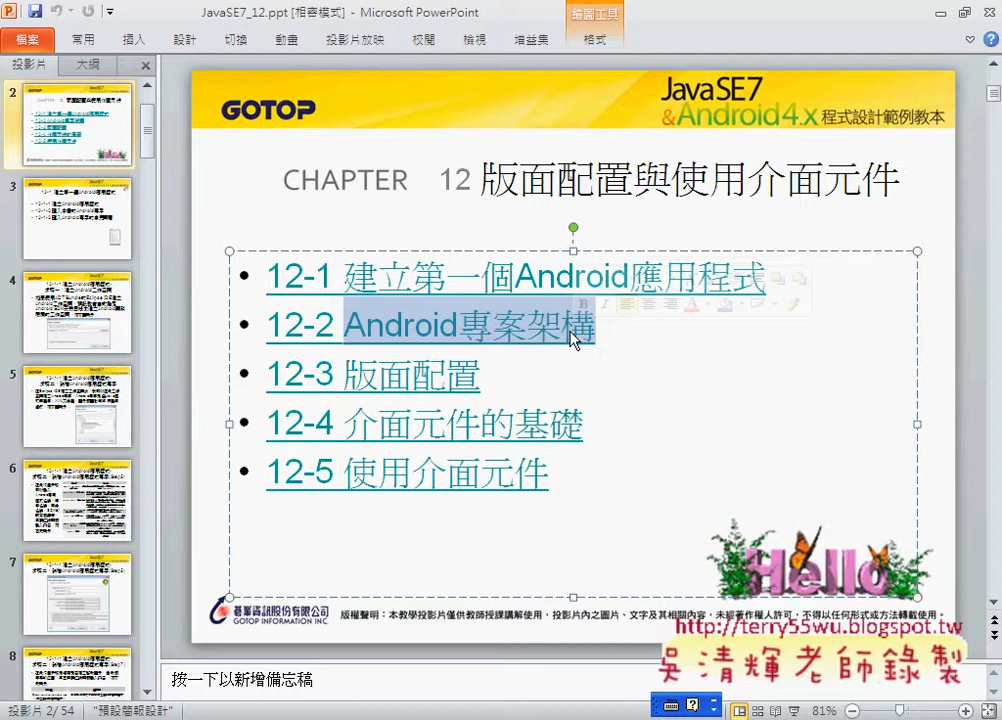 JavaSE7_12.ppt [相容模式] - Microsoft PowerPoint
繪圖工具
檔案 常用 插入 設計 切換 動畫 投影片放映 校閱 檢視 增益集 格式
投影片 大綱
2
3
4
5
6
7
8
GOTOP
JavaSE7
&Android4.x 程式設計範例教本
CHAPTER 12 版面配置與使用介面元件
• 12-1 建立第一個Android應用程式
• 12-2 Android專案架構
• 12-3 版面配置
• 12-4 介面元件的基礎
• 12-5 使用介面元件
Hello
碁峯資訊股份有限公司
GOTOP INFORMATION INC.
版權聲明：本教學投影片僅供教師授課講解使用，投影片內之圖片、文字及其相關內容，未經著作權人許可，不得以任何形式或方法轉載使用。
http://terry55wu.blogspot.tw
吳清輝老師錄製
按一下以新增備忘稿
投影片 2/54 "預設簡報設計" 81%